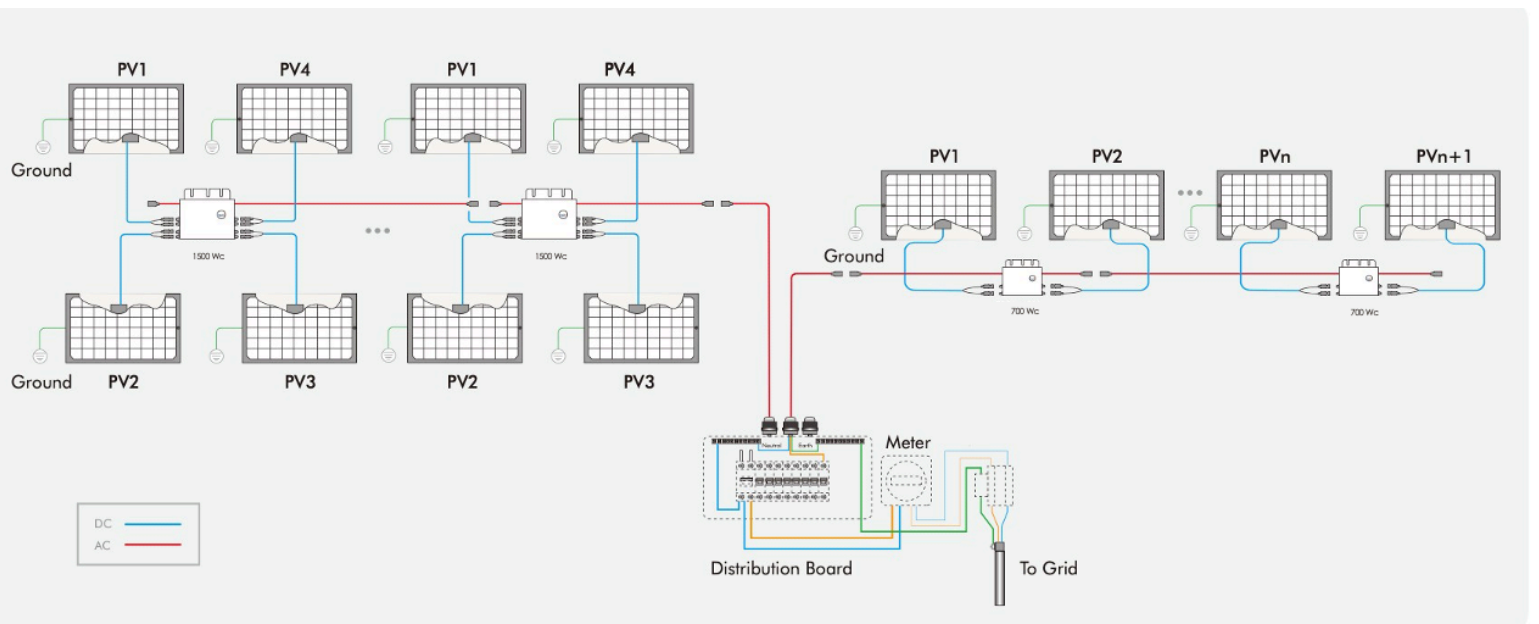 PV1 PV4 PV1 PV4
PV1 PV2 PVn PVn+1
Ground
Ground
1500 Wc 1500 Wc
700 Wc 700 Wc
Ground PV2 PV3 PV2 PV3
Neutral Earth
Meter
DC
AC
Distribution Board To Grid